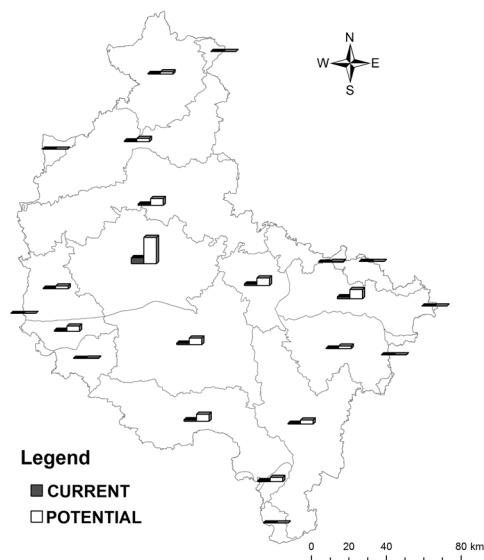 N
W E
S
Legend
CURRENT
POTENTIAL
0 20 40 80 km